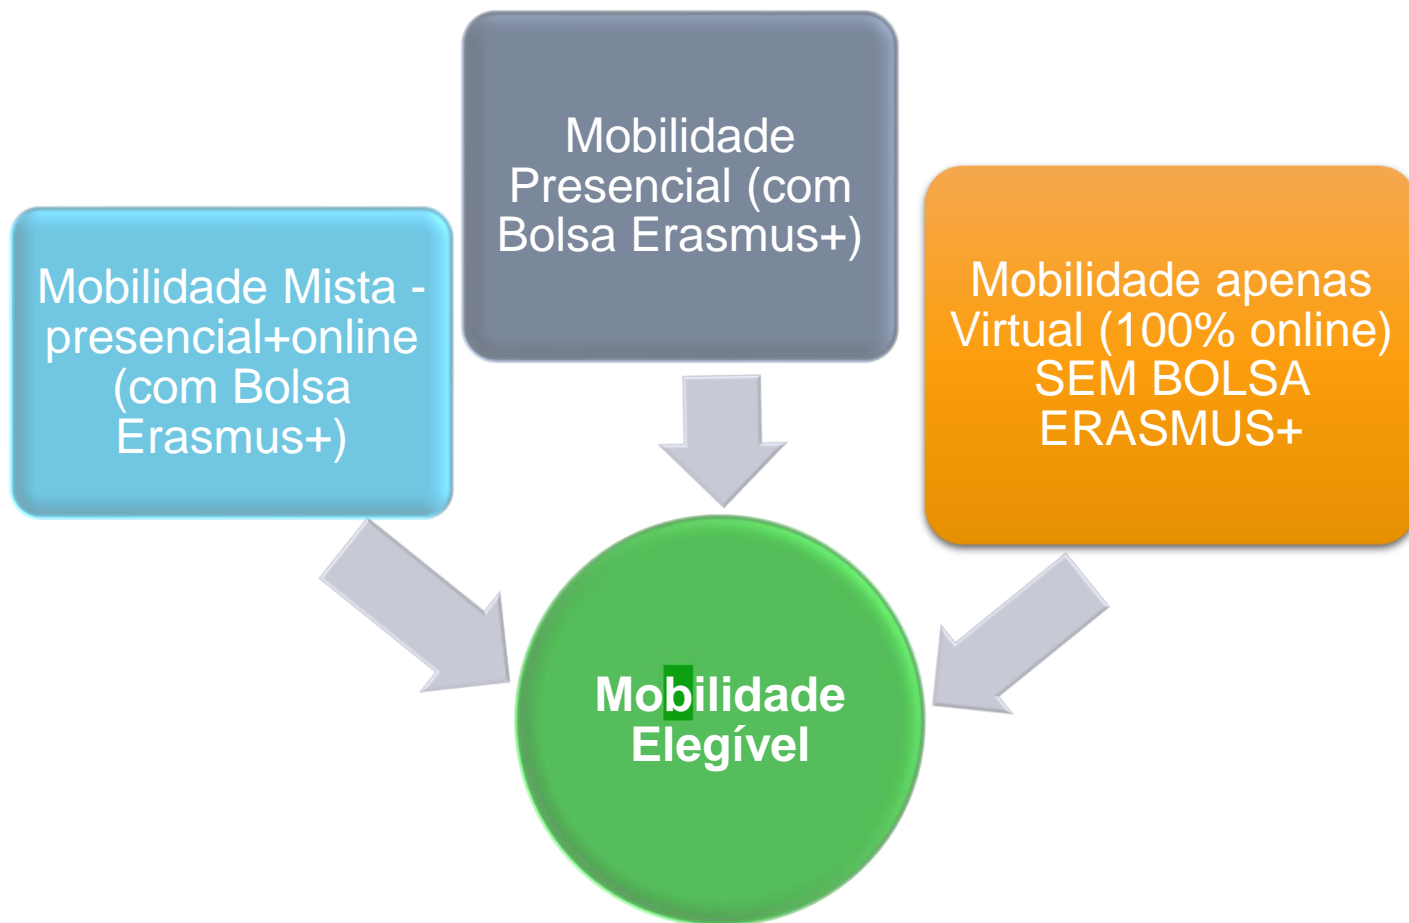 Mobilidade
Presencial (com
Bolsa Erasmus+)
Mobilidade Mista -
presencial+online
(com Bolsa
Erasmus+)
Mobilidade apenas
Virtual (100% online)
SEM BOLSA
ERASMUS+
Mobilidade
Elegível